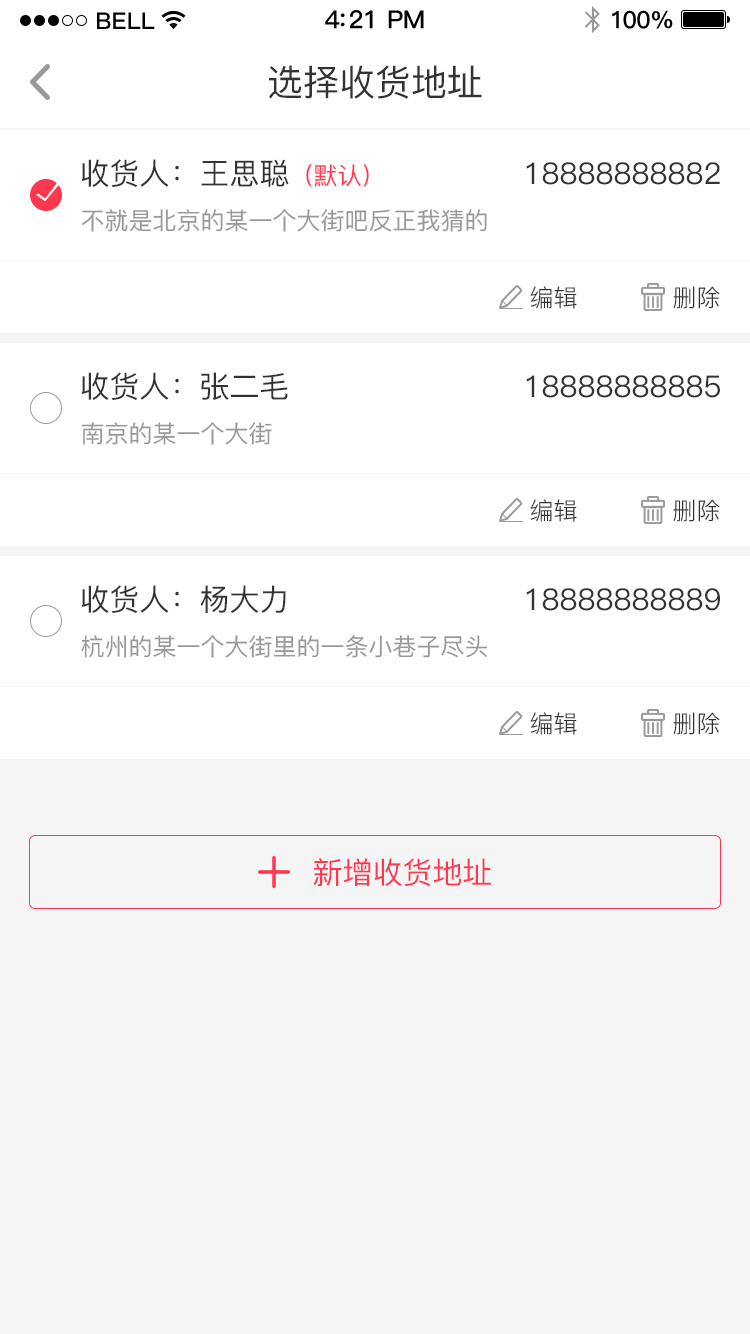 BELL 4:21 PM 100%
选择收货地址
收货人：王思聪（默认） 18888888882
不就是北京的某一个大街吧反正我猜的
编辑 删除
收货人：张二毛 18888888885
南京的某一个大街
编辑 删除
收货人：杨大力 18888888889
杭州的某一个大街里的一条小巷子尽头
编辑 删除
新增收货地址